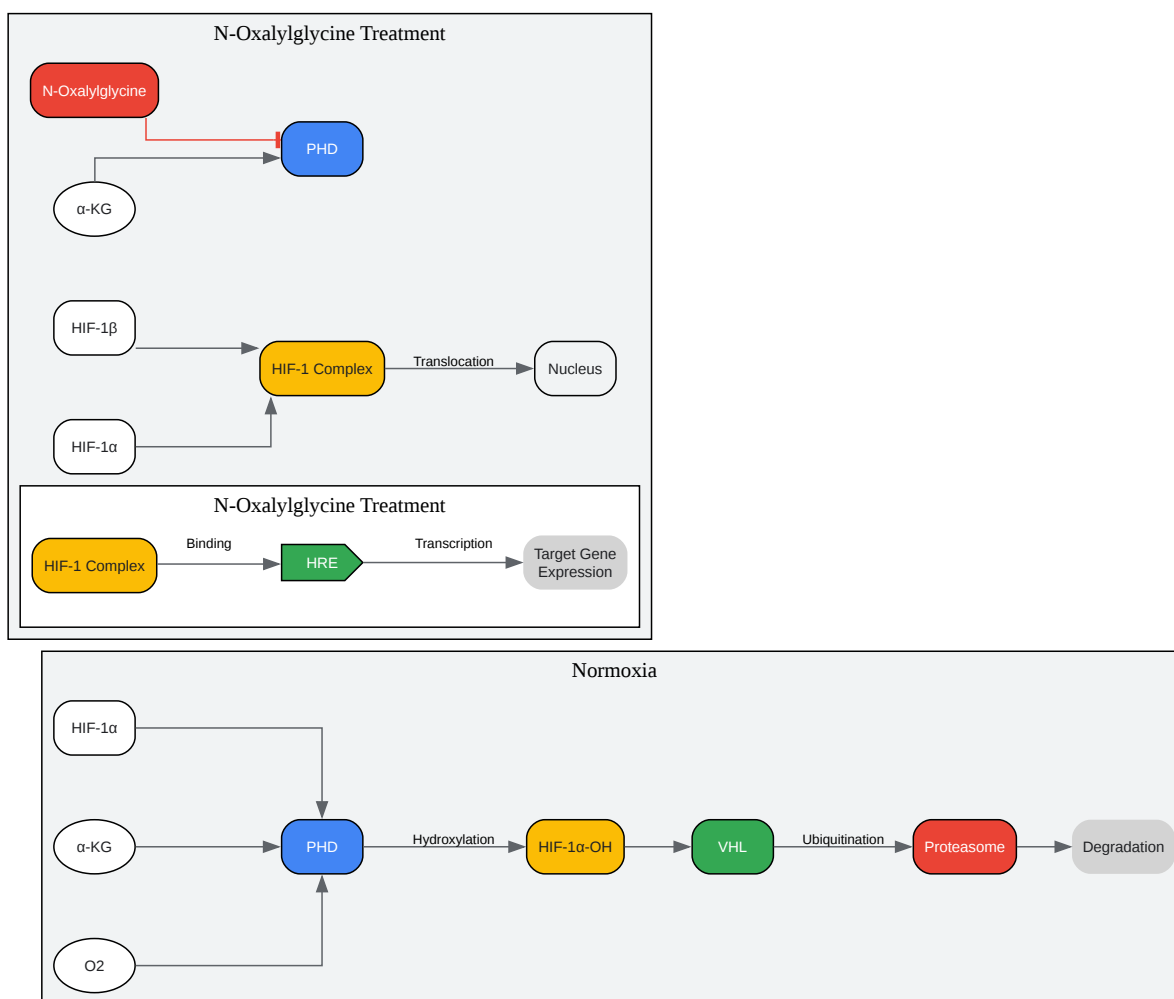 N-Oxalylglycine Treatment
N-Oxalylglycine
PHD
α-KG
HIF-1β
HIF-1 Complex
Translocation
Nucleus
HIF-1α
N-Oxalylglycine Treatment
HIF-1 Complex
Binding
HRE
Transcription
Target Gene
Expression
Normoxia
HIF-1α
α-KG
PHD
Hydroxylation
HIF-1α-OH
VHL
Ubiquitination
Proteasome
Degradation
O2